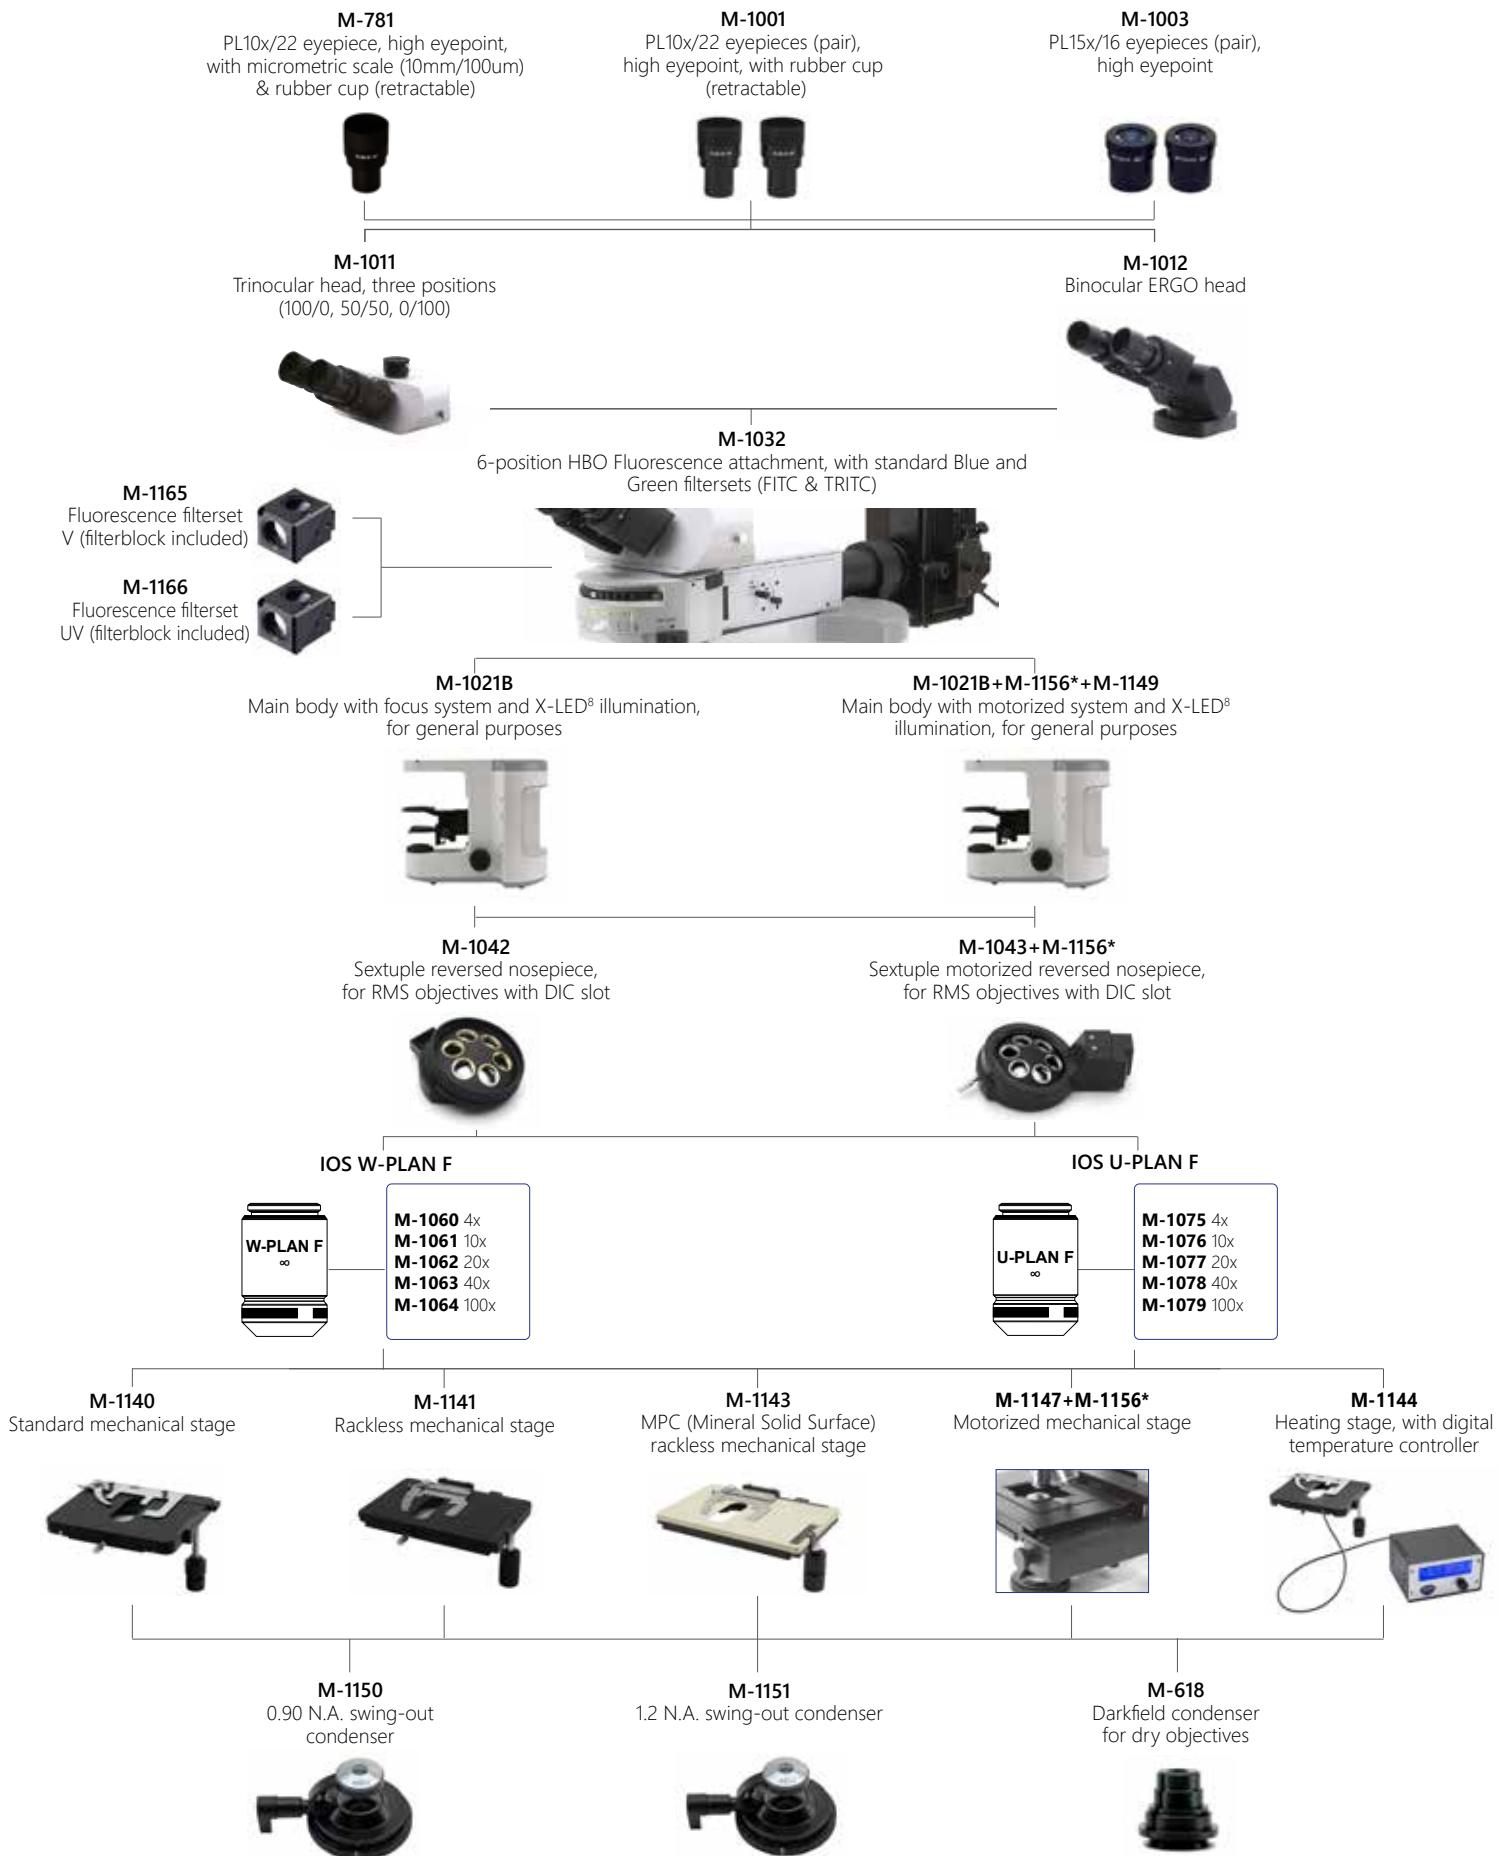 M-781
PL10x/22 eyepiece, high eyepoint,
with micrometric scale (10mm/100um)
& rubber cup (retractable)
M-1001
PL10x/22 eyepieces (pair),
high eyepoint, with rubber cup
(retractable)
M-1003
PL15x/16 eyepieces (pair),
high eyepoint
M-1011
Trinocular head, three positions
(100/0, 50/50, 0/100)
M-1012
Binocular ERGO head
M-1032
6-position HBO Fluorescence attachment, with standard Blue and
Green filtersets (FITC & TRITC)
M-1165
Fluorescence filterset
V (filterblock included)
M-1166
Fluorescence filterset
UV (filterblock included)
M-1021B
Main body with focus system and X-LED⁸ illumination,
for general purposes
M-1021B+M-1156*+M-1149
Main body with motorized system and X-LED⁸
illumination, for general purposes
M-1042
Sextuple reversed nosepiece,
for RMS objectives with DIC slot
M-1043+M-1156*
Sextuple motorized reversed nosepiece,
for RMS objectives with DIC slot
IOS W-PLAN F
W-PLAN F
∞
M-1060 4x
M-1061 10x
M-1062 20x
M-1063 40x
M-1064 100x
IOS U-PLAN F
U-PLAN F
∞
M-1075 4x
M-1076 10x
M-1077 20x
M-1078 40x
M-1079 100x
M-1140
Standard mechanical stage
M-1141
Rackless mechanical stage
M-1143
MPC (Mineral Solid Surface)
rackless mechanical stage
M-1147+M-1156*
Motorized mechanical stage
M-1144
Heating stage, with digital
temperature controller
M-1150
0.90 N.A. swing-out
condenser
M-1151
1.2 N.A. swing-out condenser
M-618
Darkfield condenser
for dry objectives